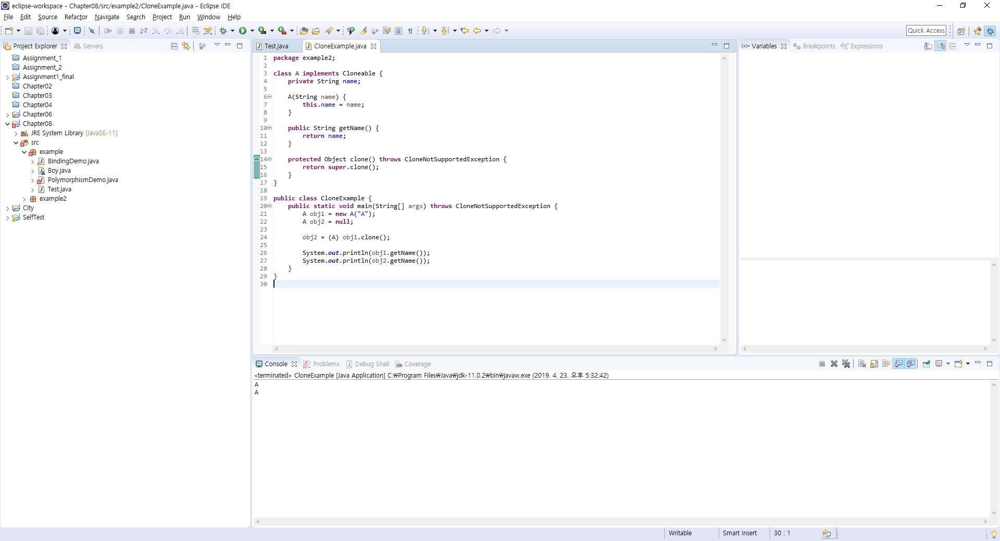 eclipse-workspace - Chapter08/src/example2/CloneExample.java - Eclipse IDE
File Edit Source Refactor Navigate Search Project Run Window Help
Quick Access
Project Explorer Servers
Assignment_1
Assignment_2
Assignment1_final
Chapter02
Chapter03
Chapter04
Chapter06
Chapter08
JRE System Library [JavaSE-11]
src
example
BindingDemo.java
Boy.java
PolymorphismDemo.java
Test.java
example2
City
SelfTest
Test.java CloneExample.java
1 package example2;
2
3 class A implements Cloneable {
4 private String name;
5
6 A(String name) {
7 this.name = name;
8 }
9
10 public String getName() {
11 return name;
12 }
13
14 protected Object clone() throws CloneNotSupportedException {
15 return super.clone();
16 }
17 }
18
19 public class CloneExample {
20 public static void main(String[] args) throws CloneNotSupportedException {
21 A obj1 = new A("A");
22 A obj2 = null;
23
24 obj2 = (A) obj1.clone();
25
26 System.out.println(obj1.getName());
27 System.out.println(obj2.getName());
28 }
29 }
30
(x)= Variables Breakpoints Expressions
Console Problems Debug Shell Coverage
<terminated> CloneExample [Java Application] C:₩Program Files₩Java₩jdk-11.0.2₩bin₩javaw.exe (2019. 4. 23. 오후 5:32:42)
A
A
Writable Smart Insert 30 : 1